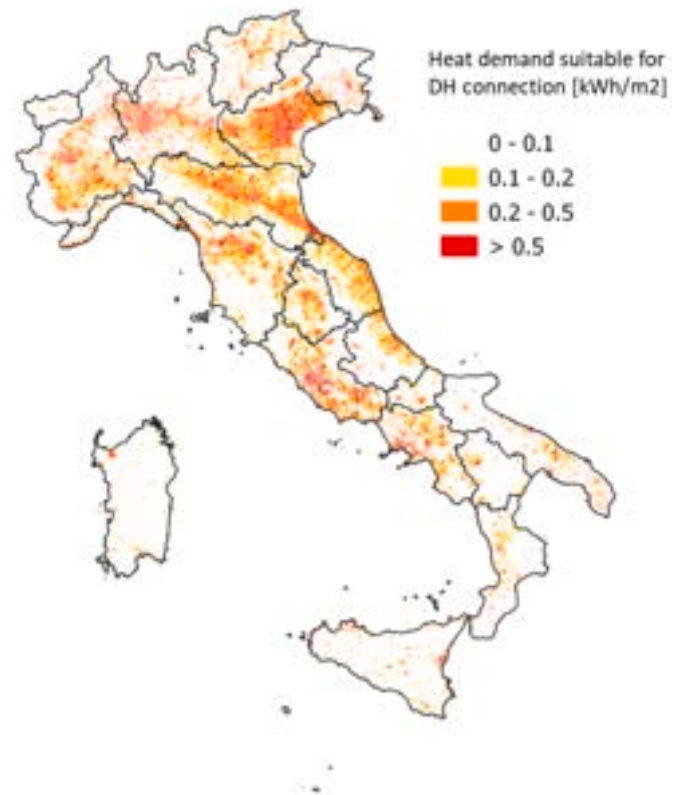 Heat demand suitable for
DH connection [kWh/m2]
0 - 0.1
0.1 - 0.2
0.2 - 0.5
> 0.5